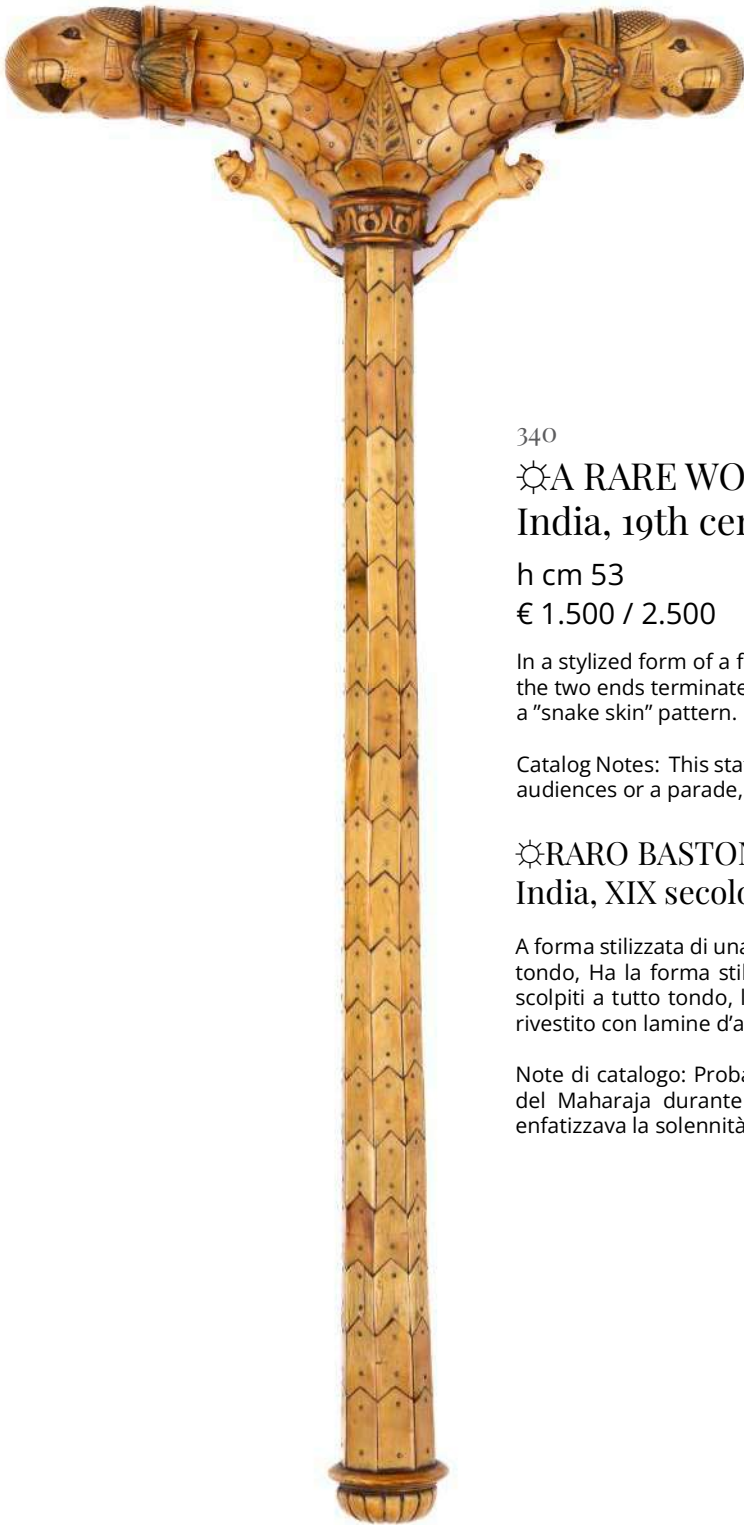 340
☼A RARE WO
India, 19th ce
h cm 53
€ 1.500 / 2.500
In a stylized form of a f
the two ends terminate
a ”snake skin” pattern.
Catalog Notes: This sta
audiences or a parade,
☼RARO BASTON
India, XIX secolo
A forma stilizzata di una
tondo, Ha la forma stil
scolpiti a tutto tondo, l
rivestito con lamine d’a
Note di catalogo: Proba
del Maharaja durante
enfatizzava la solennità